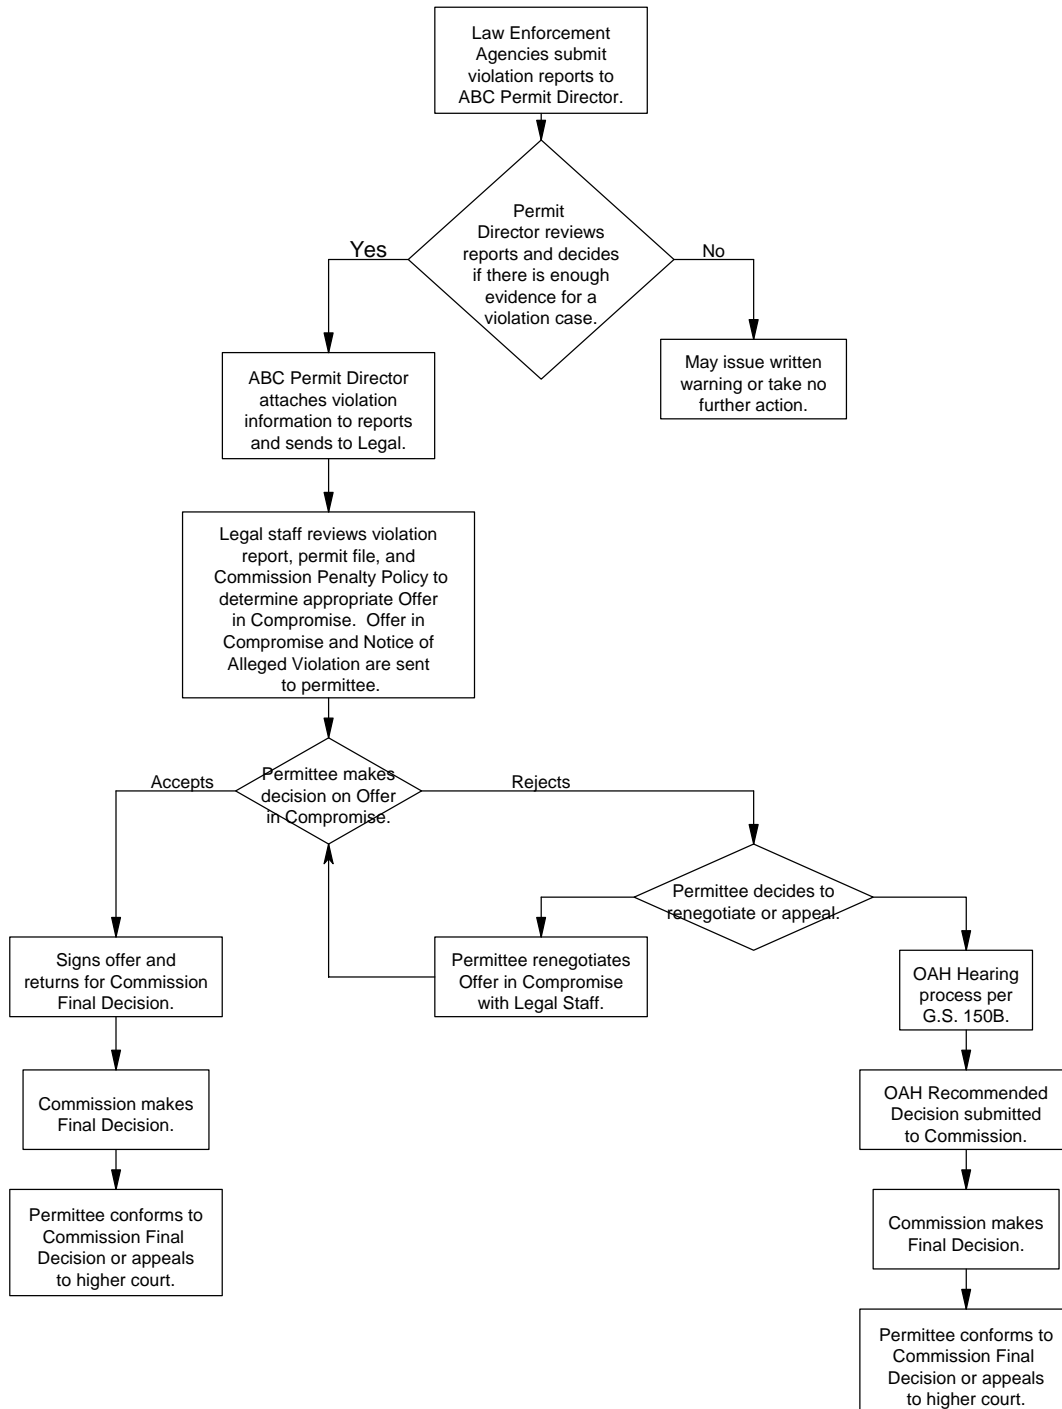 Law Enforcement
Agencies submit
violation reports to
ABC Permit Director.
Permit
Director reviews
reports and decides
if there is enough
evidence for a
violation case.
Yes
No
ABC Permit Director
attaches violation
information to reports
and sends to Legal.
May issue written
warning or take no
further action.
Legal staff reviews violation
report, permit file, and
Commission Penalty Policy to
determine appropriate Offer
in Compromise.  Offer in
Compromise and Notice of
Alleged Violation are sent
to permittee.
Permittee makes
decision on Offer
in Compromise.
Accepts
Rejects
Permittee decides to
renegotiate or appeal.
Signs offer and
returns for Commission
Final Decision.
Permittee renegotiates
Offer in Compromise
with Legal Staff.
OAH Hearing
process per
G.S. 150B.
Commission makes
Final Decision.
OAH Recommended
Decision submitted
to Commission.
Permittee conforms to
Commission Final
Decision or appeals
to higher court.
Commission makes
Final Decision.
Permittee conforms to
Commission Final
Decision or appeals
to higher court.